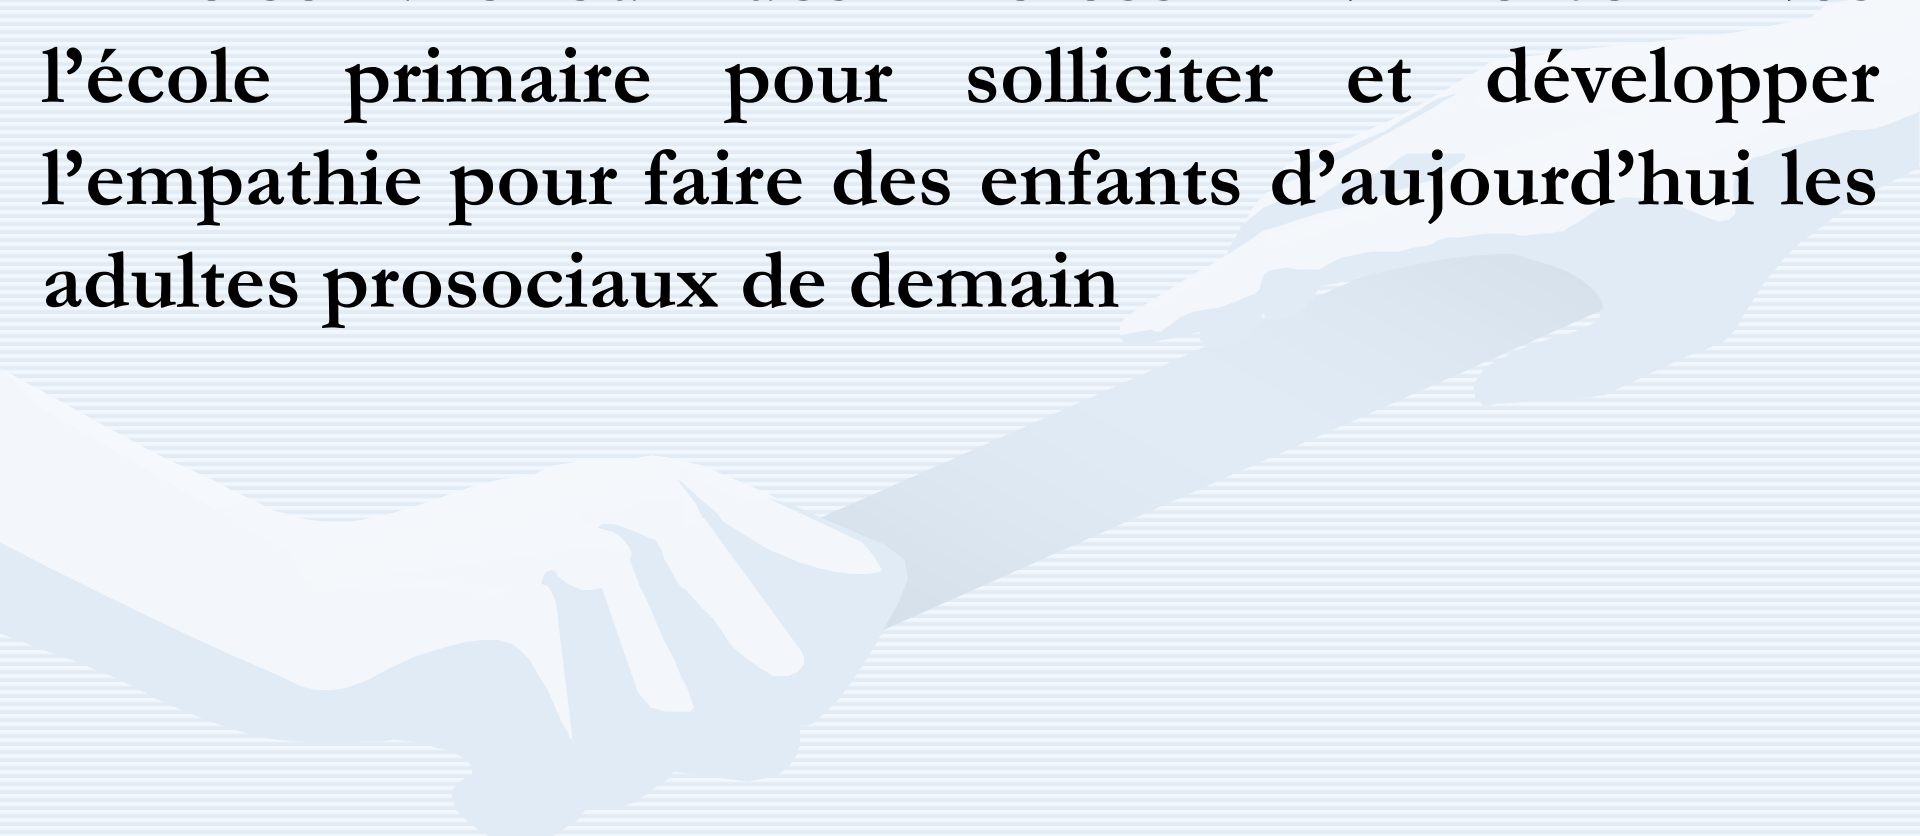 l’école primaire pour solliciter et développer
l’empathie pour faire des enfants d’aujourd’hui les
adultes prosociaux de demain